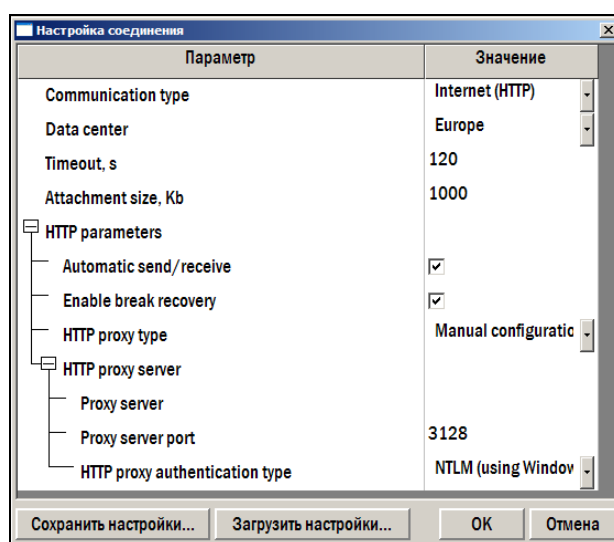 Настройка соединения
Параметр Значение
Communication type Internet (HTTP)
Data center Europe
Timeout, s 120
Attachment size, Kb 1000
HTTP parameters
Automatic send/receive
Enable break recovery
HTTP proxy type Manual configuratio
HTTP proxy server
Proxy server
Proxy server port 3128
HTTP proxy authentication type NTLM (using Window
Сохранить настройки... Загрузить настройки... OK Отмена